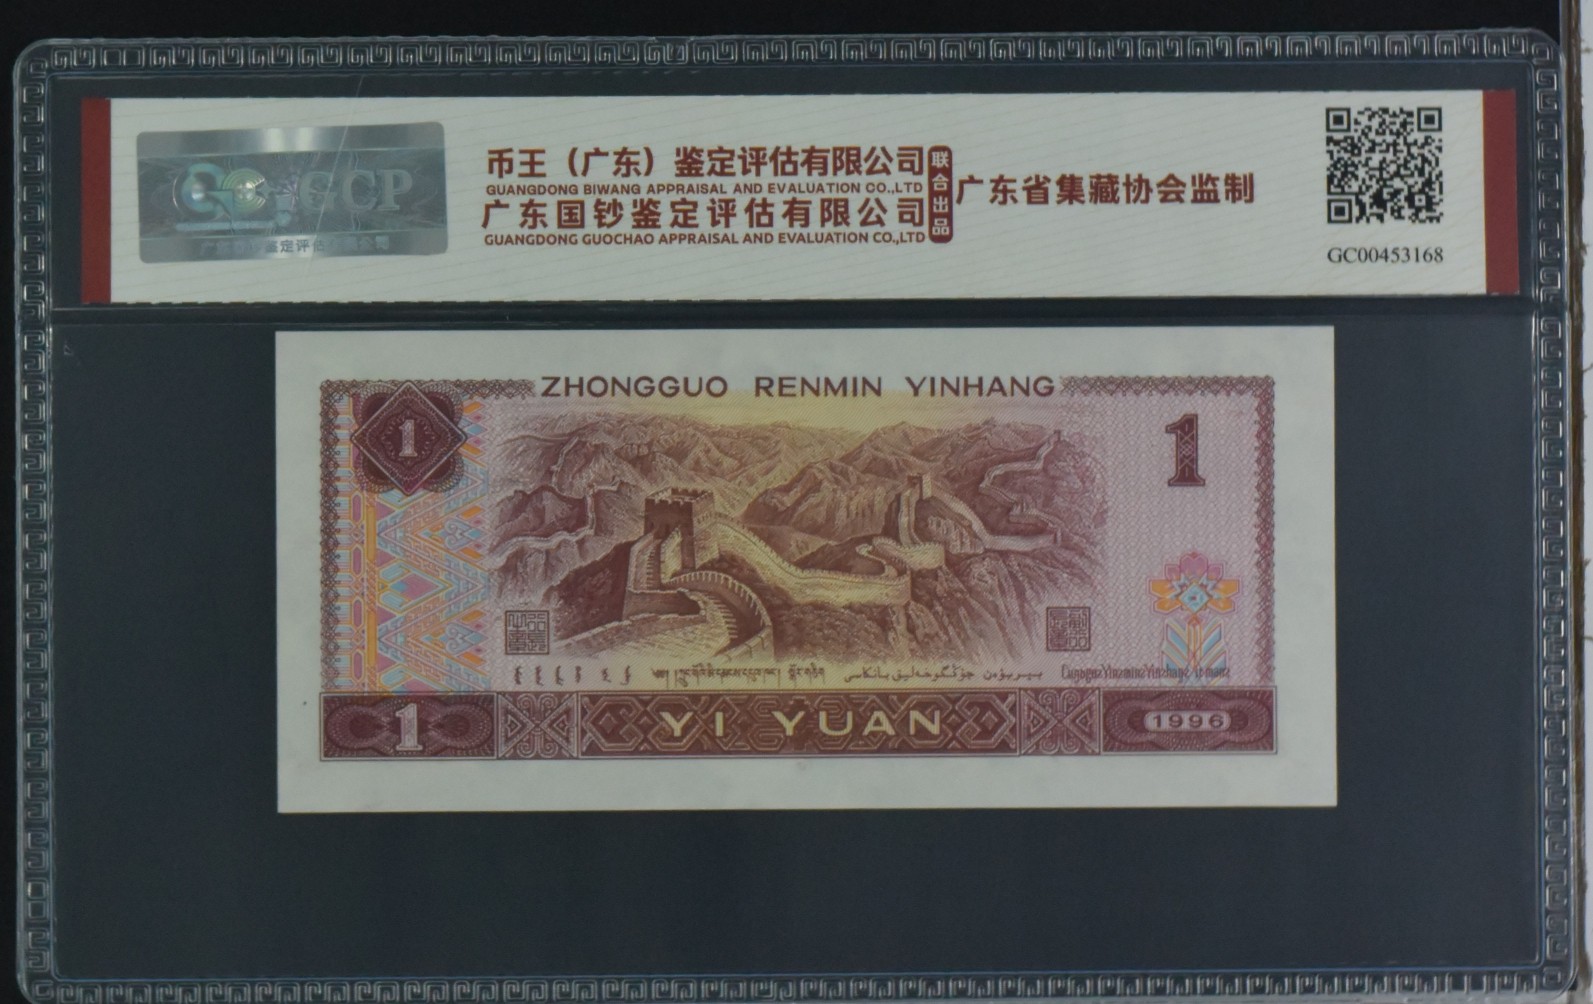 GCP
币王（广东）鉴定评估有限公司
GUANGDONG BIWANG APPRAISAL AND EVALUATION CO.,LTD
广东国钞鉴定评估有限公司
GUANGDONG GUOCHAO APPRAISAL AND EVALUATION CO.,LTD
联合出品
广东省集藏协会监制
GC00453168
ZHONGGUO RENMIN YINHANG
1
1
1
YI YUAN
1996